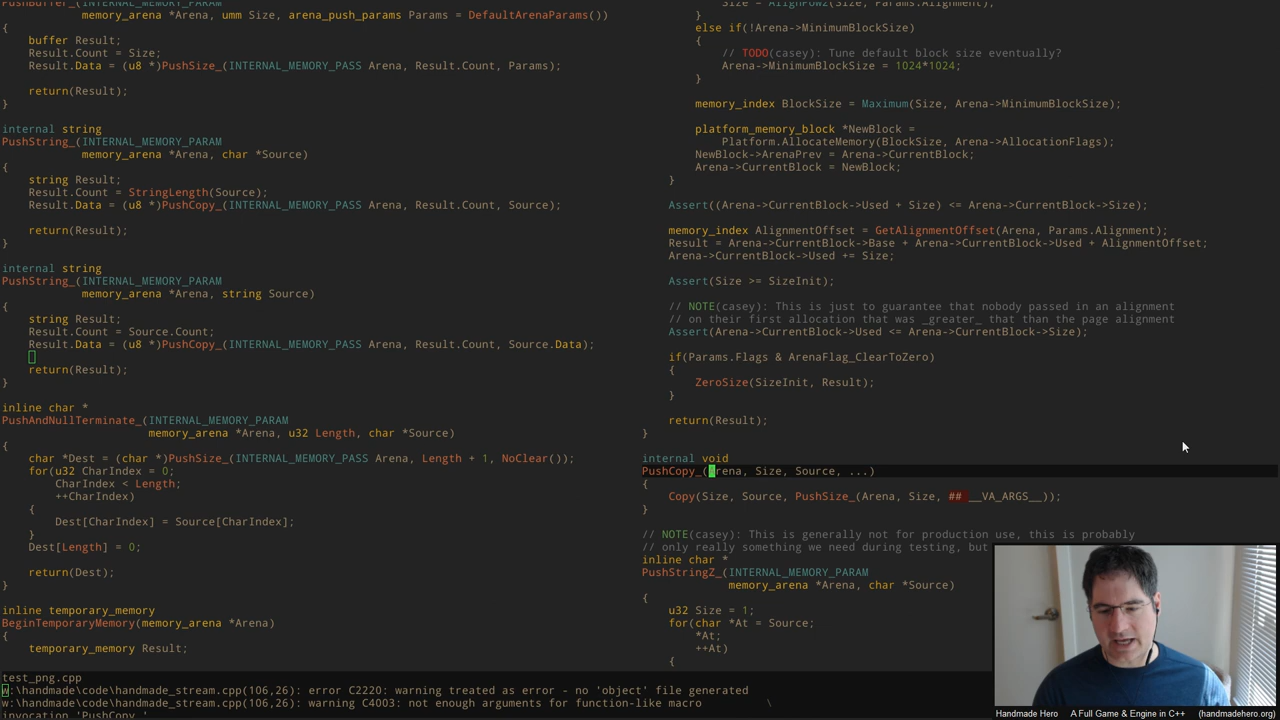 PushBuffer_(INTERNAL_MEMORY_PARAM
            memory_arena *Arena, umm Size, arena_push_params Params = DefaultArenaParams())
{
    buffer Result;
    Result.Count = Size;
    Result.Data = (u8 *)PushSize_(INTERNAL_MEMORY_PASS Arena, Result.Count, Params);
    return(Result);
}
internal string
PushString_(INTERNAL_MEMORY_PARAM
            memory_arena *Arena, char *Source)
{
    string Result;
    Result.Count = StringLength(Source);
    Result.Data = (u8 *)PushCopy_(INTERNAL_MEMORY_PASS Arena, Result.Count, Source);
    return(Result);
}
internal string
PushString_(INTERNAL_MEMORY_PARAM
            memory_arena *Arena, string Source)
{
    string Result;
    Result.Count = Source.Count;
    Result.Data = (u8 *)PushCopy_(INTERNAL_MEMORY_PASS Arena, Result.Count, Source.Data);
    return(Result);
}
inline char *
PushAndNullTerminate_(INTERNAL_MEMORY_PARAM
                      memory_arena *Arena, u32 Length, char *Source)
{
    char *Dest = (char *)PushSize_(INTERNAL_MEMORY_PASS Arena, Length + 1, NoClear());
    for(u32 CharIndex = 0;
        CharIndex < Length;
        ++CharIndex)
    {
        Dest[CharIndex] = Source[CharIndex];
    }
    Dest[Length] = 0;
    return(Dest);
}
inline temporary_memory
BeginTemporaryMemory(memory_arena *Arena)
{
    temporary_memory Result;
            Size = AlignPow2(Size, Params.Alignment);
        else if(!Arena->MinimumBlockSize)
        {
            // TODO(casey): Tune default block size eventually?
            Arena->MinimumBlockSize = 1024*1024;
        }
        memory_index BlockSize = Maximum(Size, Arena->MinimumBlockSize);
        platform_memory_block *NewBlock =
            Platform.AllocateMemory(BlockSize, Arena->AllocationFlags);
        NewBlock->ArenaPrev = Arena->CurrentBlock;
        Arena->CurrentBlock = NewBlock;
    }
    Assert((Arena->CurrentBlock->Used + Size) <= Arena->CurrentBlock->Size);
    memory_index AlignmentOffset = GetAlignmentOffset(Arena, Params.Alignment);
    Result = Arena->CurrentBlock->Base + Arena->CurrentBlock->Used + AlignmentOffset;
    Arena->CurrentBlock->Used += Size;
    Assert(Size >= SizeInit);
    // NOTE(casey): This is just to guarantee that nobody passed in an alignment
    // on their first allocation that was _greater_ that than the page alignment
    Assert(Arena->CurrentBlock->Used <= Arena->CurrentBlock->Size);
    if(Params.Flags & ArenaFlag_ClearToZero)
    {
        ZeroSize(SizeInit, Result);
    }
    return(Result);
}
internal void
PushCopy_(Arena, Size, Source, ...)
{
    Copy(Size, Source, PushSize_(Arena, Size, ## __VA_ARGS__));
}
// NOTE(casey): This is generally not for production use, this is probably
// only really something we need during testing, but
inline char *
PushStringZ_(INTERNAL_MEMORY_PARAM
             memory_arena *Arena, char *Source)
{
    u32 Size = 1;
    for(char *At = Source;
        *At;
        ++At)
    {
test_png.cpp
w:\handmade\code\handmade_stream.cpp(106,26): error C2220: warning treated as error - no 'object' file generated
w:\handmade\code\handmade_stream.cpp(106,26): warning C4003: not enough arguments for function-like macro \
invocation 'PushCopy_'
Handmade Hero A Full Game & Engine in C++ (handmadehero.org)